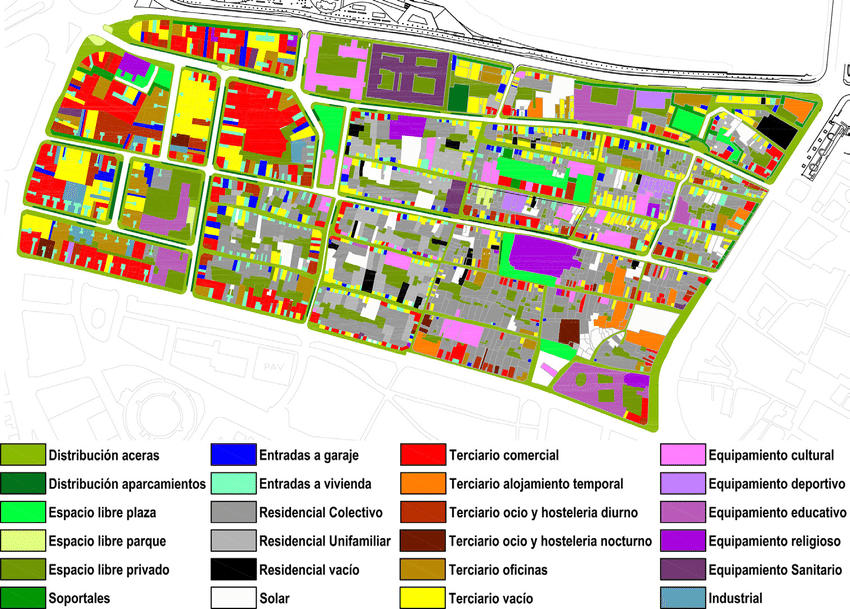 PAV
Distribución aceras
Entradas a garaje
Terciario comercial
Equipamiento cultural
Distribución aparcamientos
Entradas a vivienda
Terciario alojamiento temporal
Equipamiento deportivo
Espacio libre plaza
Residencial Colectivo
Terciario ocio y hosteleria diurno
Equipamiento educativo
Espacio libre parque
Residencial Unifamiliar
Terciario ocio y hosteleria nocturno
Equipamiento religioso
Espacio libre privado
Residencial vacío
Terciario oficinas
Equipamiento Sanitario
Soportales
Solar
Terciario vacío
Industrial